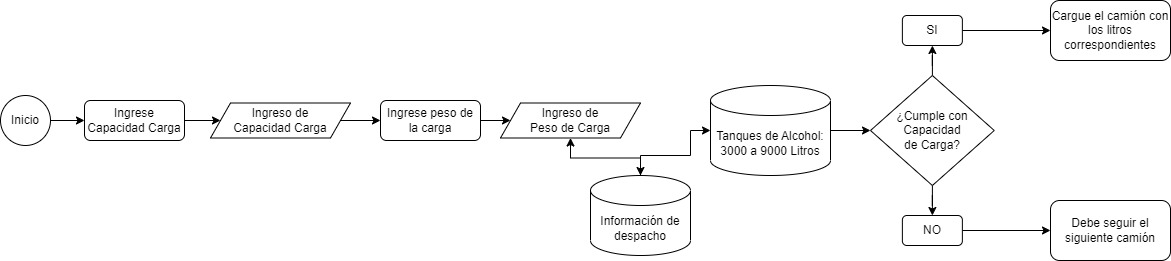 Inicio
Ingrese
Capacidad Carga
Ingreso de
Capacidad Carga
Ingrese peso de
la carga
Ingreso de
Peso de Carga
Información de
despacho
Tanques de Alcohol:
3000 a 9000 Litros
¿Cumple con
Capacidad
de Carga?
SI
Cargue el camión con
los litros
correspondientes
NO
Debe seguir el
siguiente camión